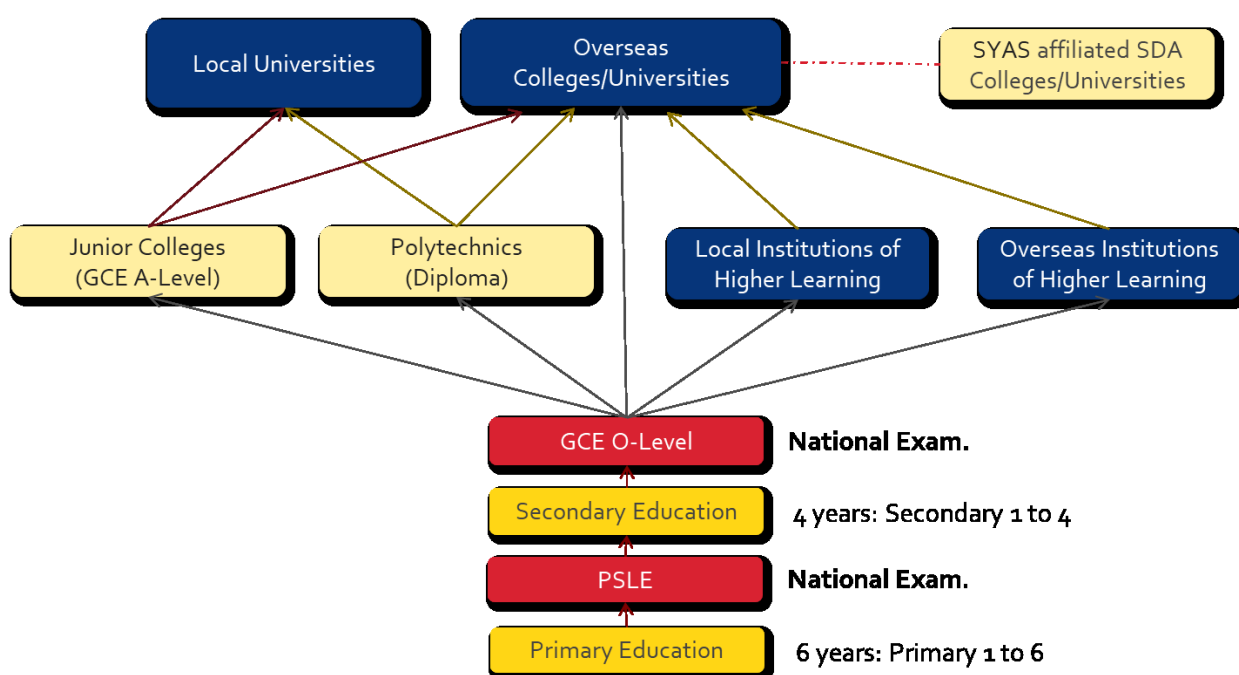 Local Universities
Overseas
Colleges/Universities
SYAS affiliated SDA
Colleges/Universities
Junior Colleges
(GCE A-Level)
Polytechnics
(Diploma)
Local Institutions of
Higher Learning
Overseas Institutions
of Higher Learning
GCE O-Level
National Exam.
Secondary Education
4 years: Secondary 1 to 4
PSLE
National Exam.
Primary Education
6 years: Primary 1 to 6